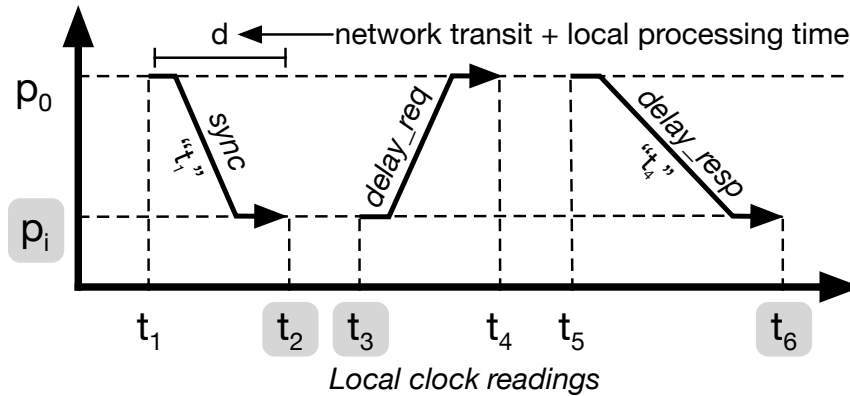 d network transit + local processing time
p₀
sync
“t₁”
delay_req
delay_resp
“t₄”
pᵢ
t₁ t₂ t₃ t₄ t₅ t₆
Local clock readings